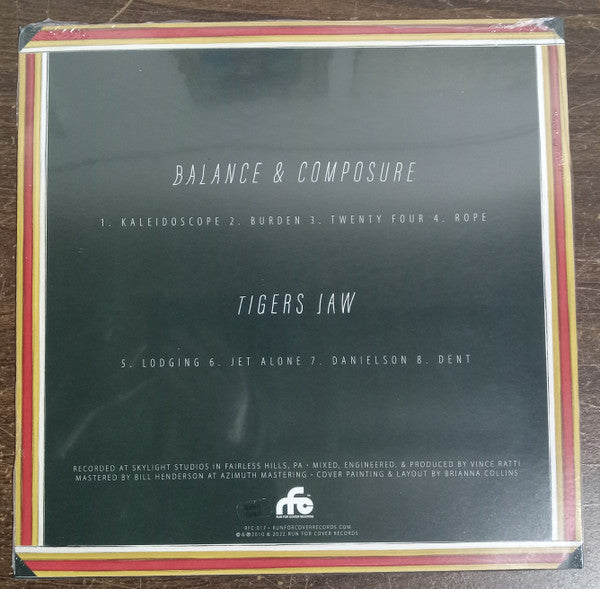 BALANCE & COMPOSURE
1. KALEIDOSCOPE 2. BURDEN 3. TWENTY FOUR 4. ROPE
TIGERS JAW
5. LODGING 6. JET ALONE 7. DANIELSON 8. DENT
RECORDED AT SKYLIGHT STUDIOS IN FAIRLESS HILLS, PA • MIXED, ENGINEERED, & PRODUCED BY VINCE RATTI
MASTERED BY BILL HENDERSON AT AZIMUTH MASTERING • COVER PAINTING & LAYOUT BY BRIANNA COLLINS
rfc
RUN FOR COVER RECORDS
RFC-017 • RUNFORCOVERRECORDS.COM
©&℗2010 & 2022 RUN FOR COVER RECORDS